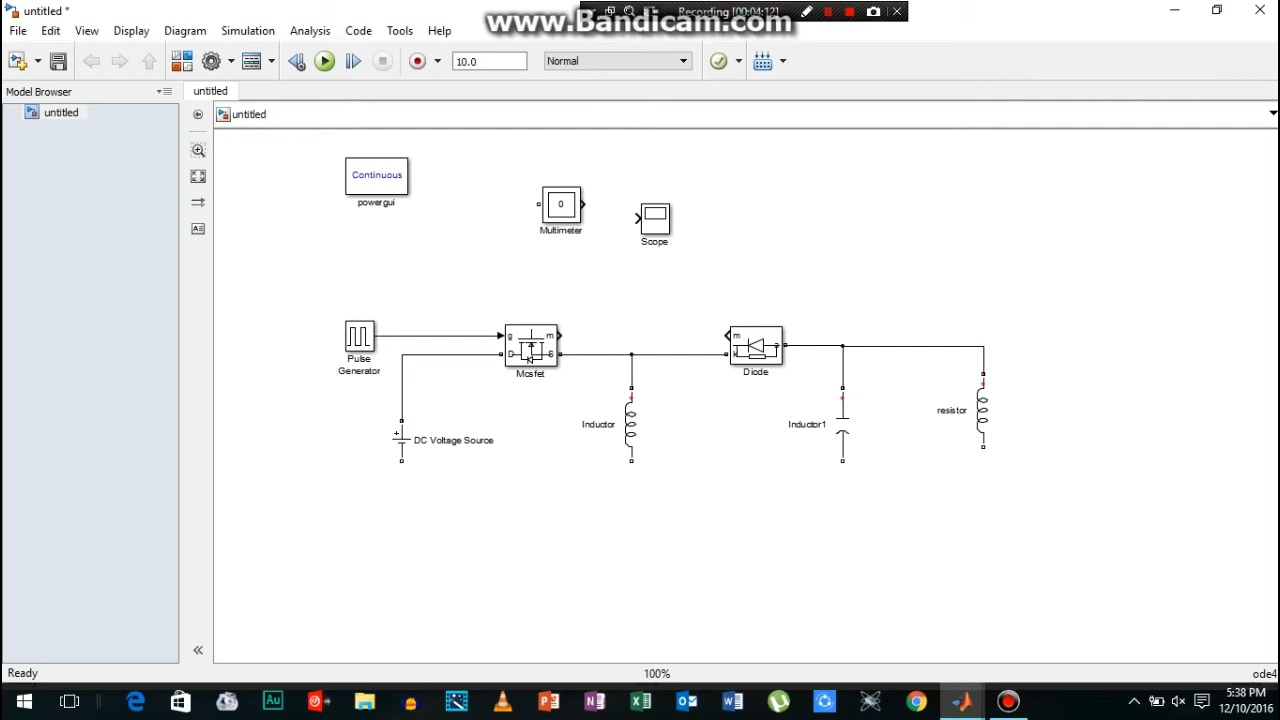 untitled *
Recording [00:04:12]
www.Bandicam.com
File Edit View Display Diagram Simulation Analysis Code Tools Help
10.0
Normal
Model Browser
untitled
untitled
untitled
Continuous
powergui
0
Multimeter
Scope
g m
D S
Mosfet
m
k a
Diode
Pulse
Generator
+
DC Voltage Source
Inductor
Inductor1
resistor
Ready
100%
ode4
5:38 PM
12/10/2016